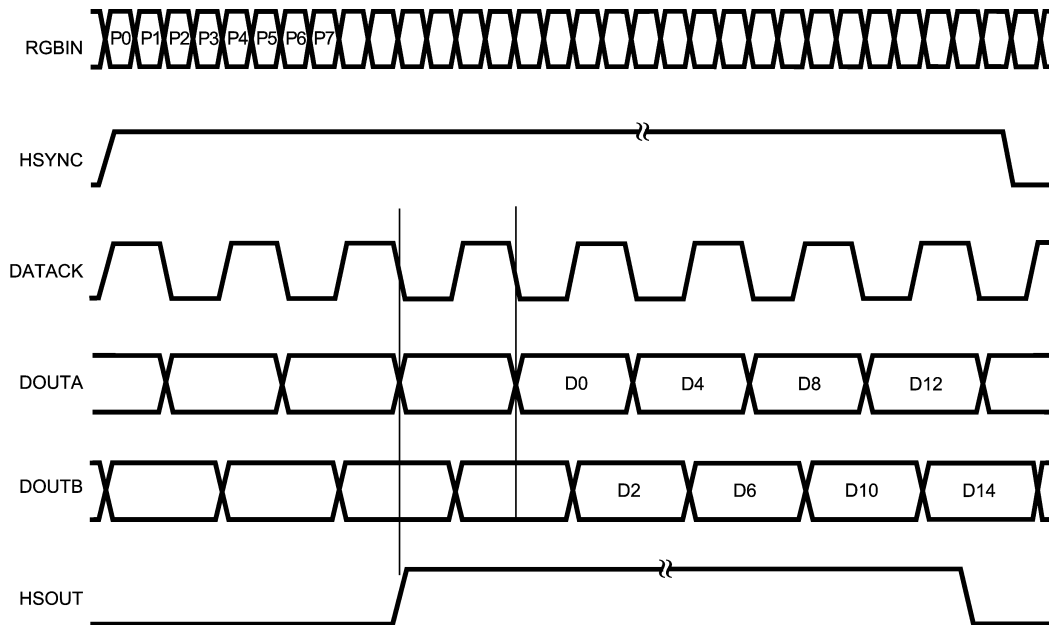 RGBIN P0 P1 P2 P3 P4 P5 P6 P7
HSYNC
DATACK
DOUTA D0 D4 D8 D12
DOUTB D2 D6 D10 D14
HSOUT